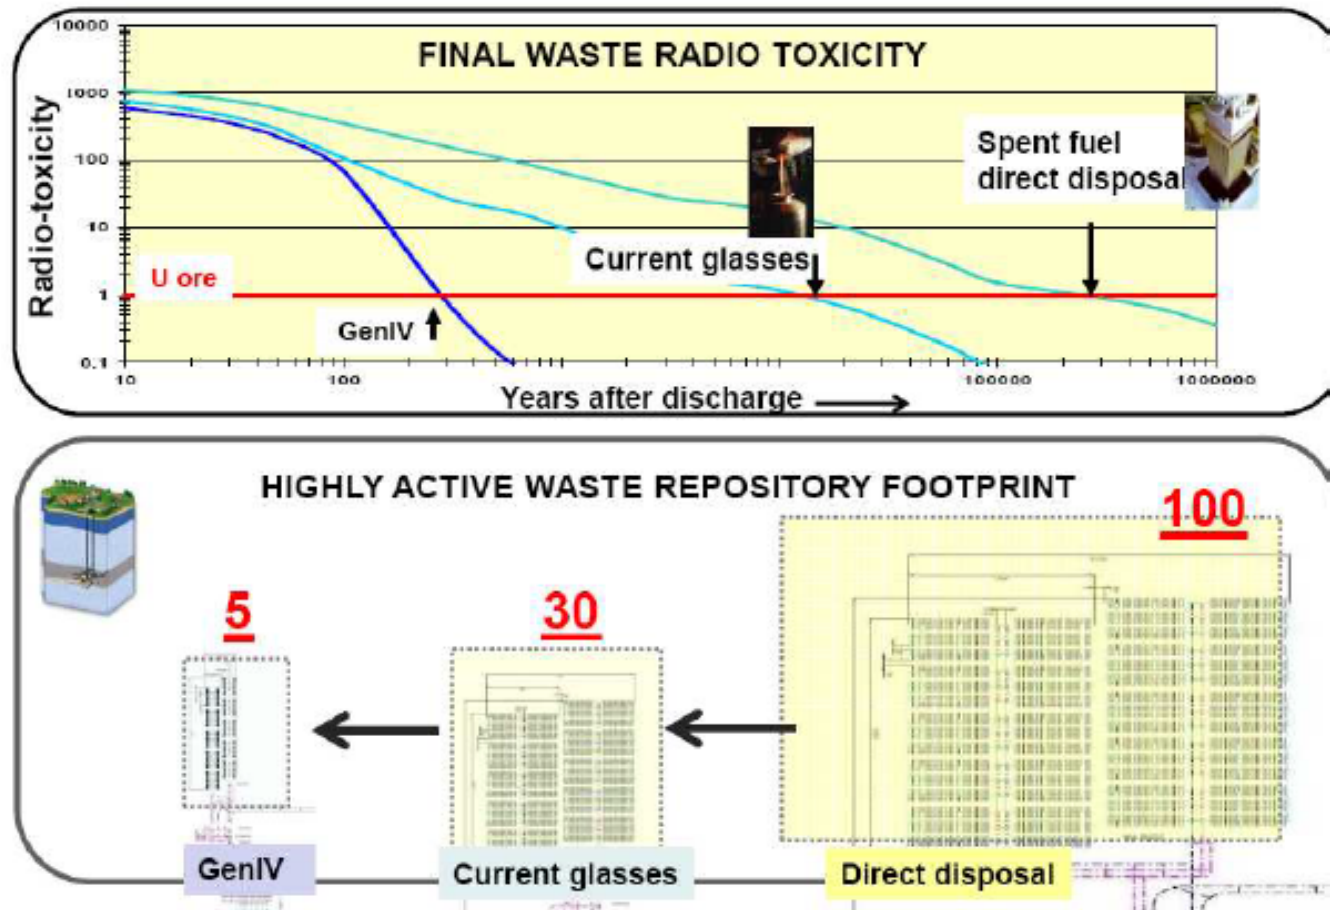 10000
FINAL WASTE RADIO TOXICITY
1000
100
10
1
0.1
Radio-toxicity
U ore
GenIV
Current glasses
Spent fuel
direct disposal
10
100
100000
1000000
Years after discharge
HIGHLY ACTIVE WASTE REPOSITORY FOOTPRINT
100
5
30
GenIV
Current glasses
Direct disposal